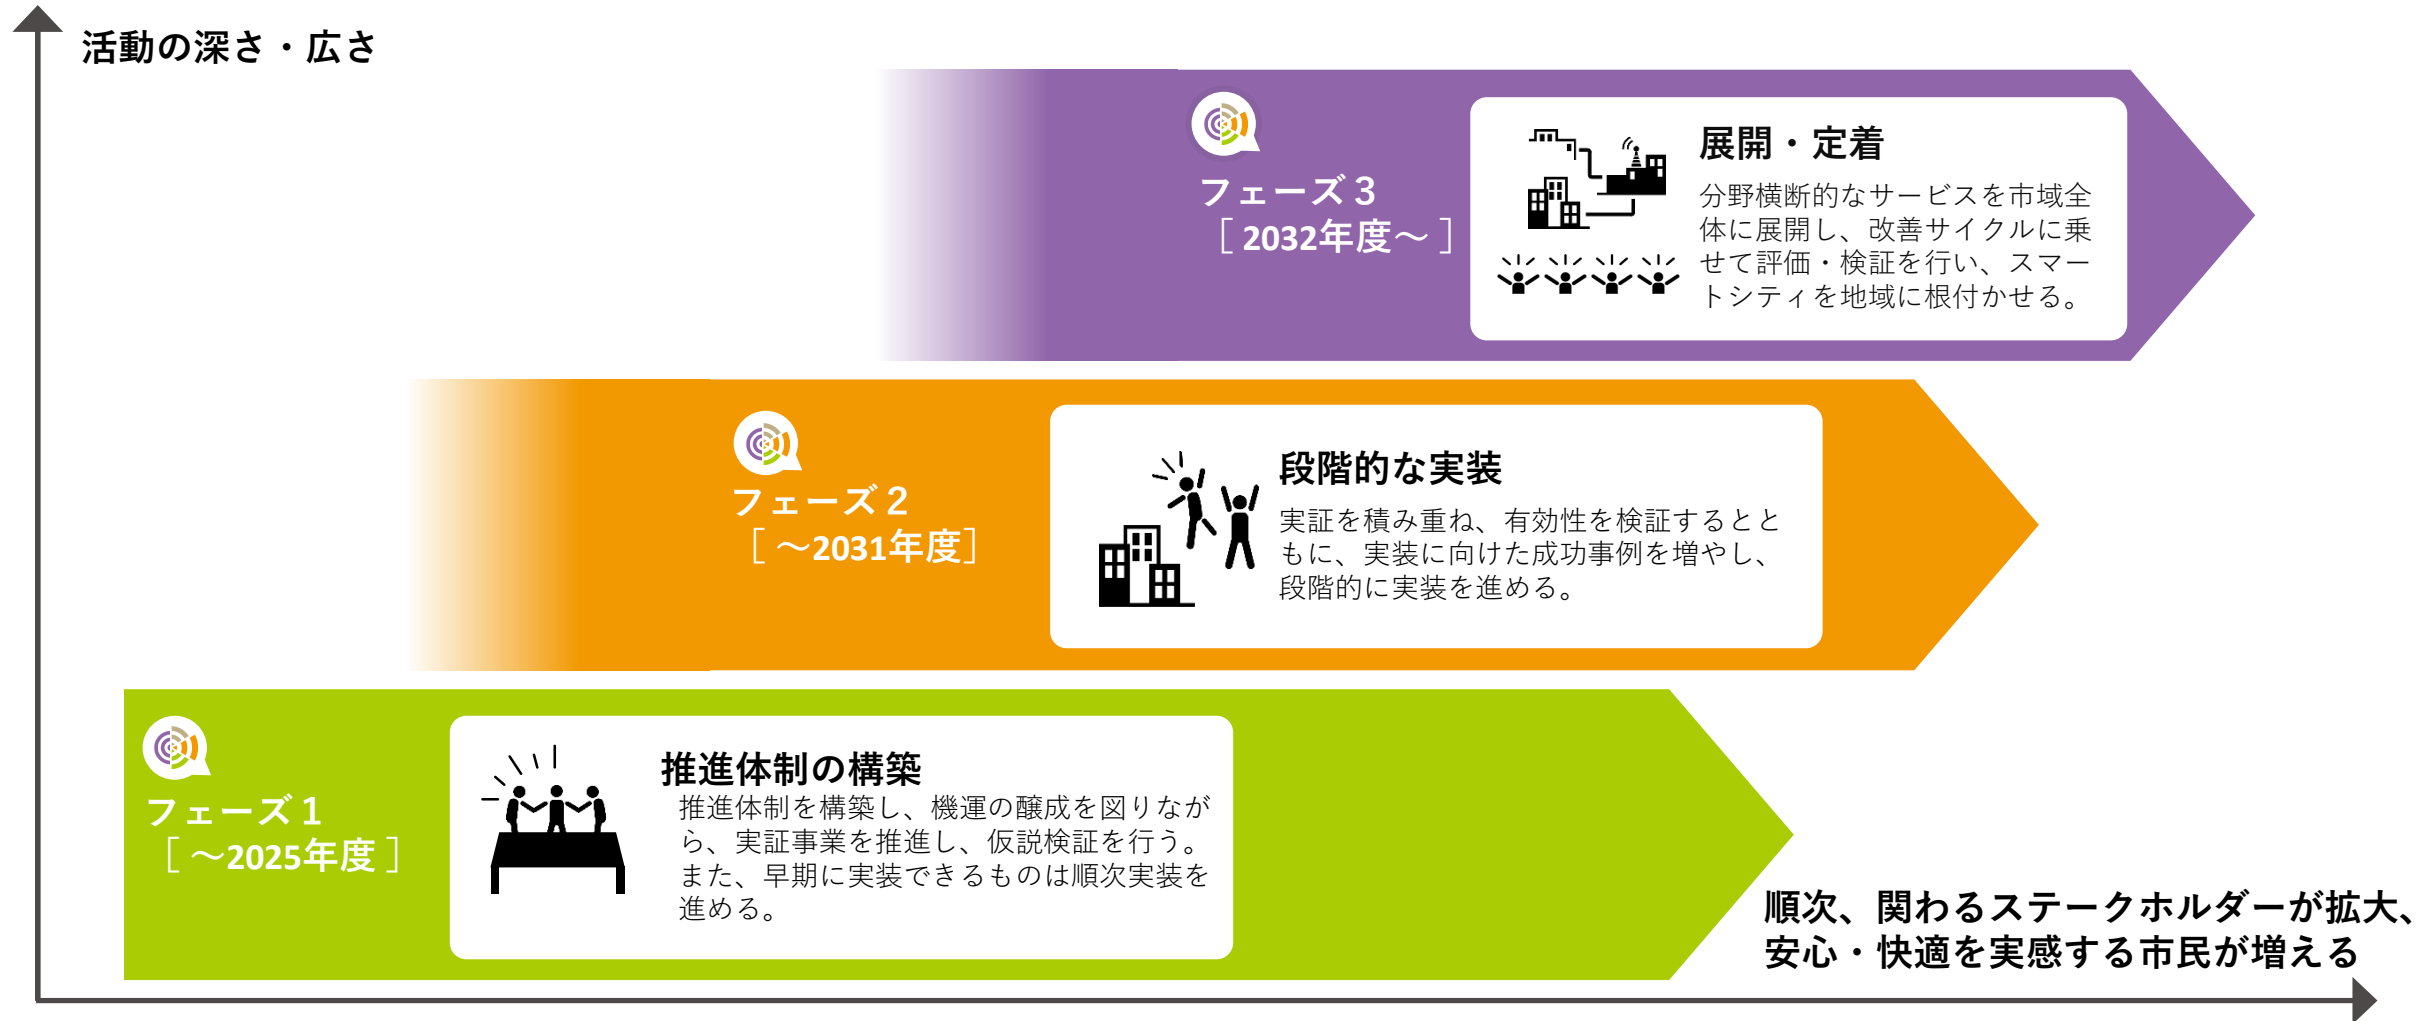 活動の深さ・広さ
フェーズ３
［ 2032年度～ ］
展開・定着
分野横断的なサービスを市域全
体に展開し、改善サイクルに乗
せて評価・検証を行い、スマー
トシティを地域に根付かせる。
フェーズ２
［ ～2031年度］
段階的な実装
実証を積み重ね、有効性を検証するとと
もに、実装に向けた成功事例を増やし、
段階的に実装を進める。
フェーズ１
［ ～2025年度 ］
推進体制の構築
推進体制を構築し、機運の醸成を図りなが
ら、実証事業を推進し、仮説検証を行う。
また、早期に実装できるものは順次実装を
進める。
順次、関わるステークホルダーが拡大、
安心・快適を実感する市民が増える